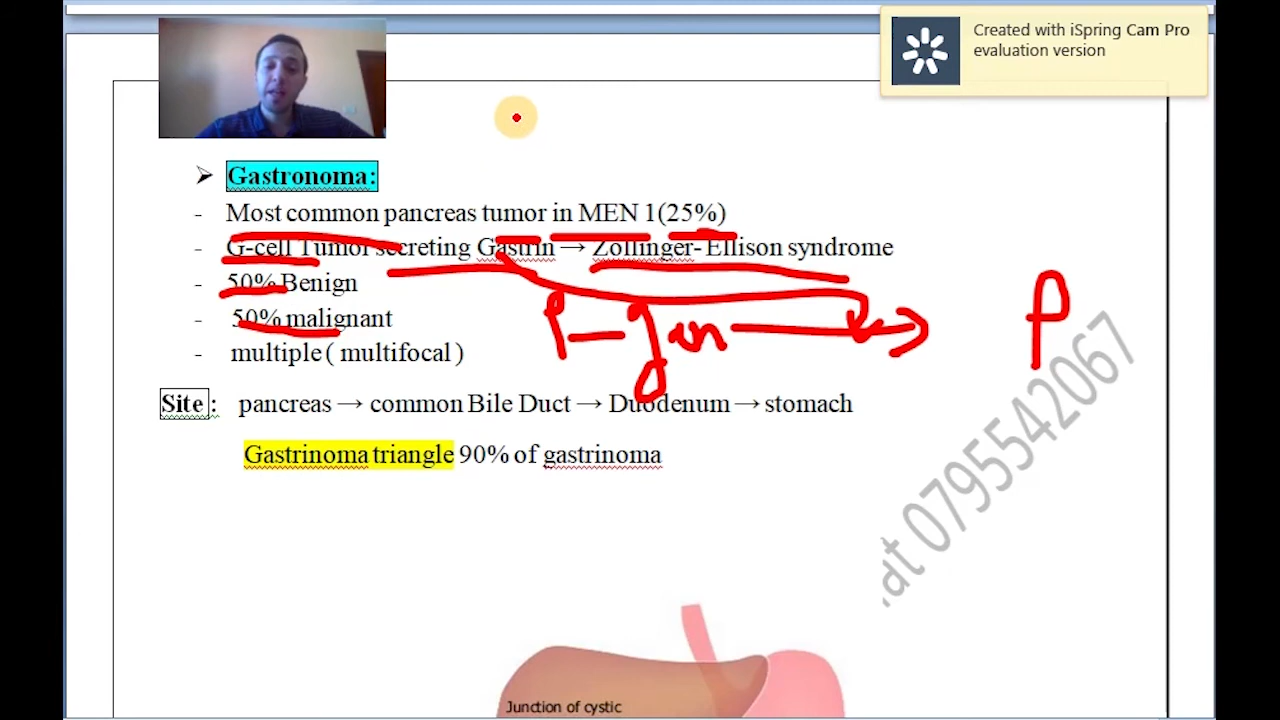 Created with iSpring Cam Pro
evaluation version
➢ Gastronoma:
- Most common pancreas tumor in MEN 1(25%)
- G-cell Tumor secreting Gastrin → Zollinger- Ellison syndrome
- 50% Benign
- 50% malignant
- multiple ( multifocal )
Site : pancreas → common Bile Duct → Duodenum → stomach
Gastrinoma triangle 90% of gastrinoma
P
0795542067
Junction of cystic